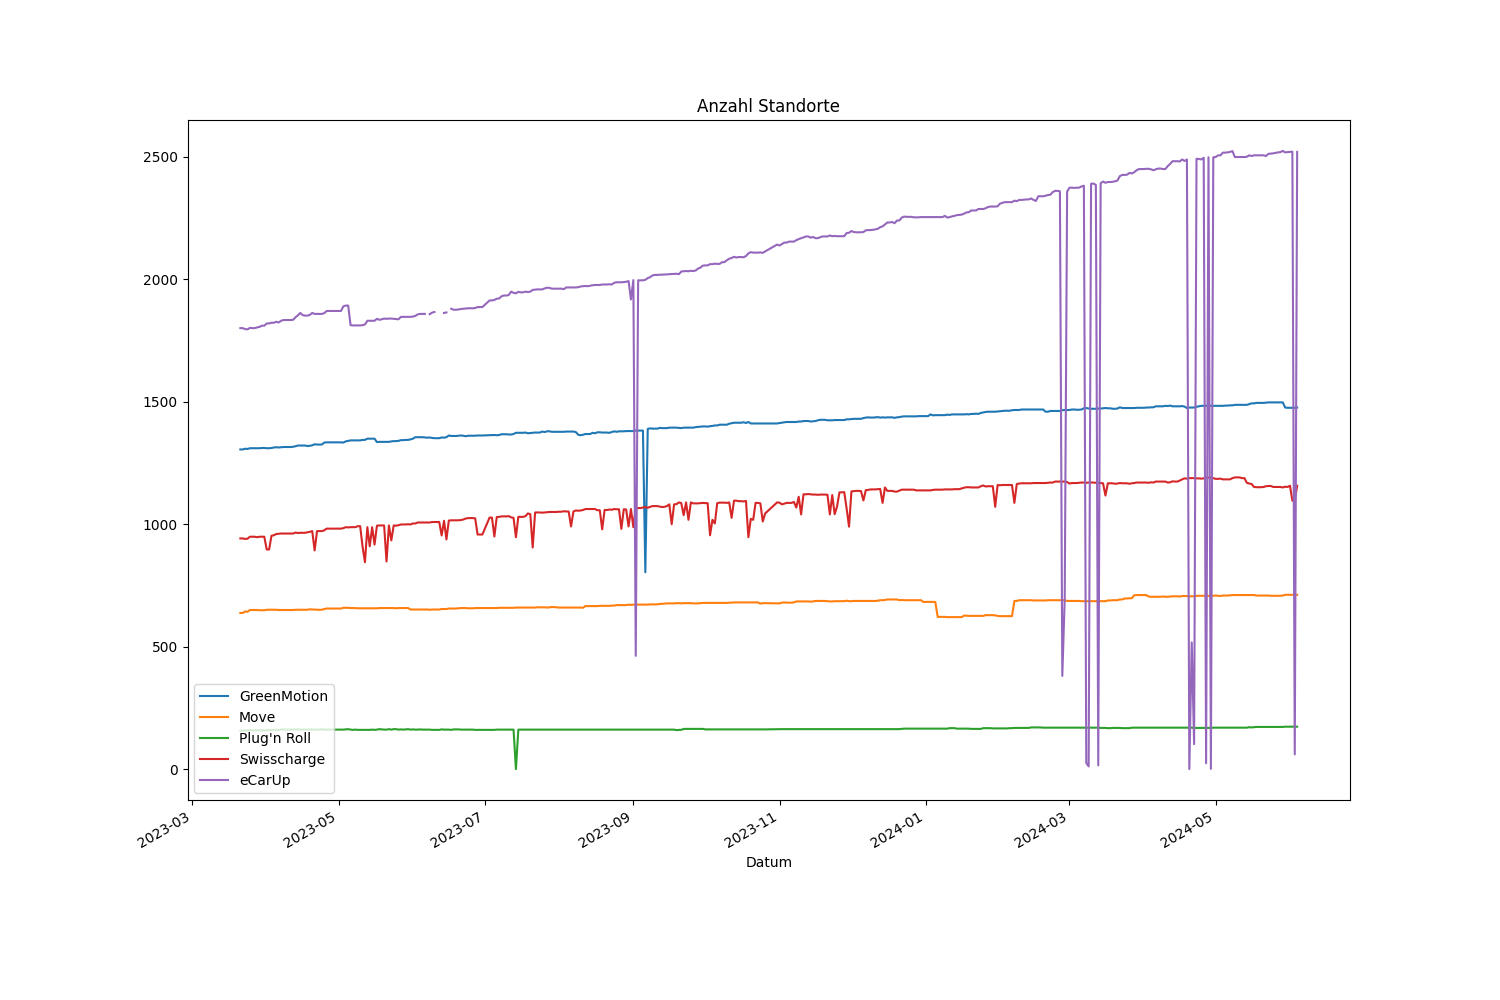 Anzahl Standorte
2500
2000
1500
1000
500
0
GreenMotion
Move
Plug'n Roll
Swisscharge
eCarUp
2023-03
2023-05
2023-07
2023-09
2023-11
2024-01
2024-03
2024-05
Datum